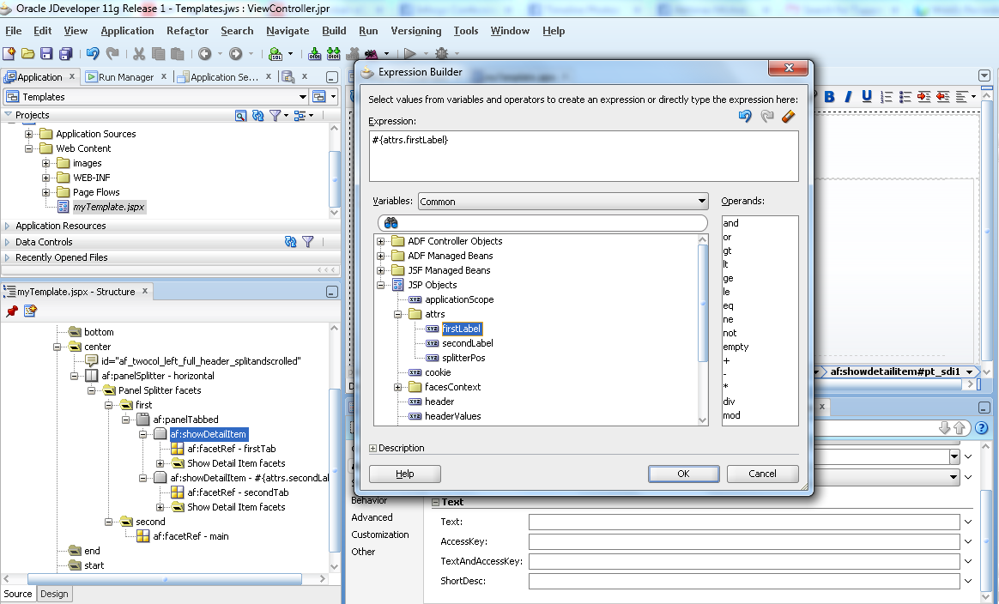 Oracle JDeveloper 11g Release 1 - Templates.jws : ViewController.jpr
File Edit View Application Refactor Search Navigate Build Run Versioning Tools Window Help
Application
Run Manager
Application Se...
Templates
Projects
Application Sources
Web Content
images
WEB-INF
Page Flows
myTemplate.jspx
Application Resources
Data Controls
Recently Opened Files
myTemplate.jspx - Structure
bottom
center
id="af_twocol_left_full_header_splitandscrolled"
af:panelSplitter - horizontal
Panel Splitter facets
first
af:panelTabbed
af:showDetailItem
af:facetRef - firstTab
Show Detail Item facets
af:showDetailItem - #{attrs.secondLal
af:facetRef - secondTab
Show Detail Item facets
second
af:facetRef - main
end
start
Source Design
Expression Builder
Select values from variables and operators to create an expression or directly type the expression here:
Expression:
#{attrs.firstLabel}
Variables: Common
Operands:
ADF Controller Objects
ADF Managed Beans
JSF Managed Beans
JSP Objects
applicationScope
attrs
firstLabel
secondLabel
splitterPos
cookie
facesContext
header
headerValues
and
or
gt
lt
ge
le
eq
ne
not
empty
+
-
*
div
mod
Description
Help OK Cancel
B I U
af:showdetailitem#pt_sdi1
Behavior
Advanced
Customization
Other
Text
Text:
AccessKey:
TextAndAccessKey:
ShortDesc: